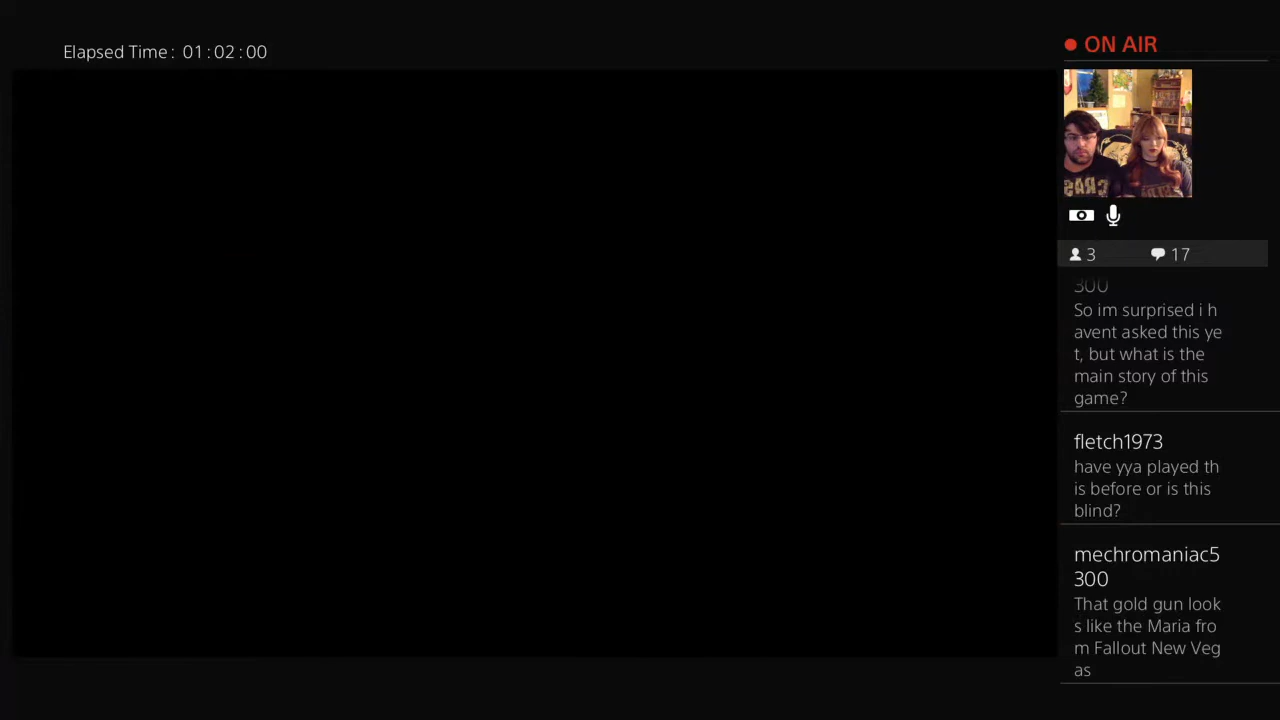 Elapsed Time: 01:02:00
ON AIR
3 17
300
So im surprised i h
avent asked this ye
t, but what is the
main story of this
game?
fletch1973
have yya played th
is before or is this
blind?
mechromaniac5
300
That gold gun look
s like the Maria fro
m Fallout New Veg
as